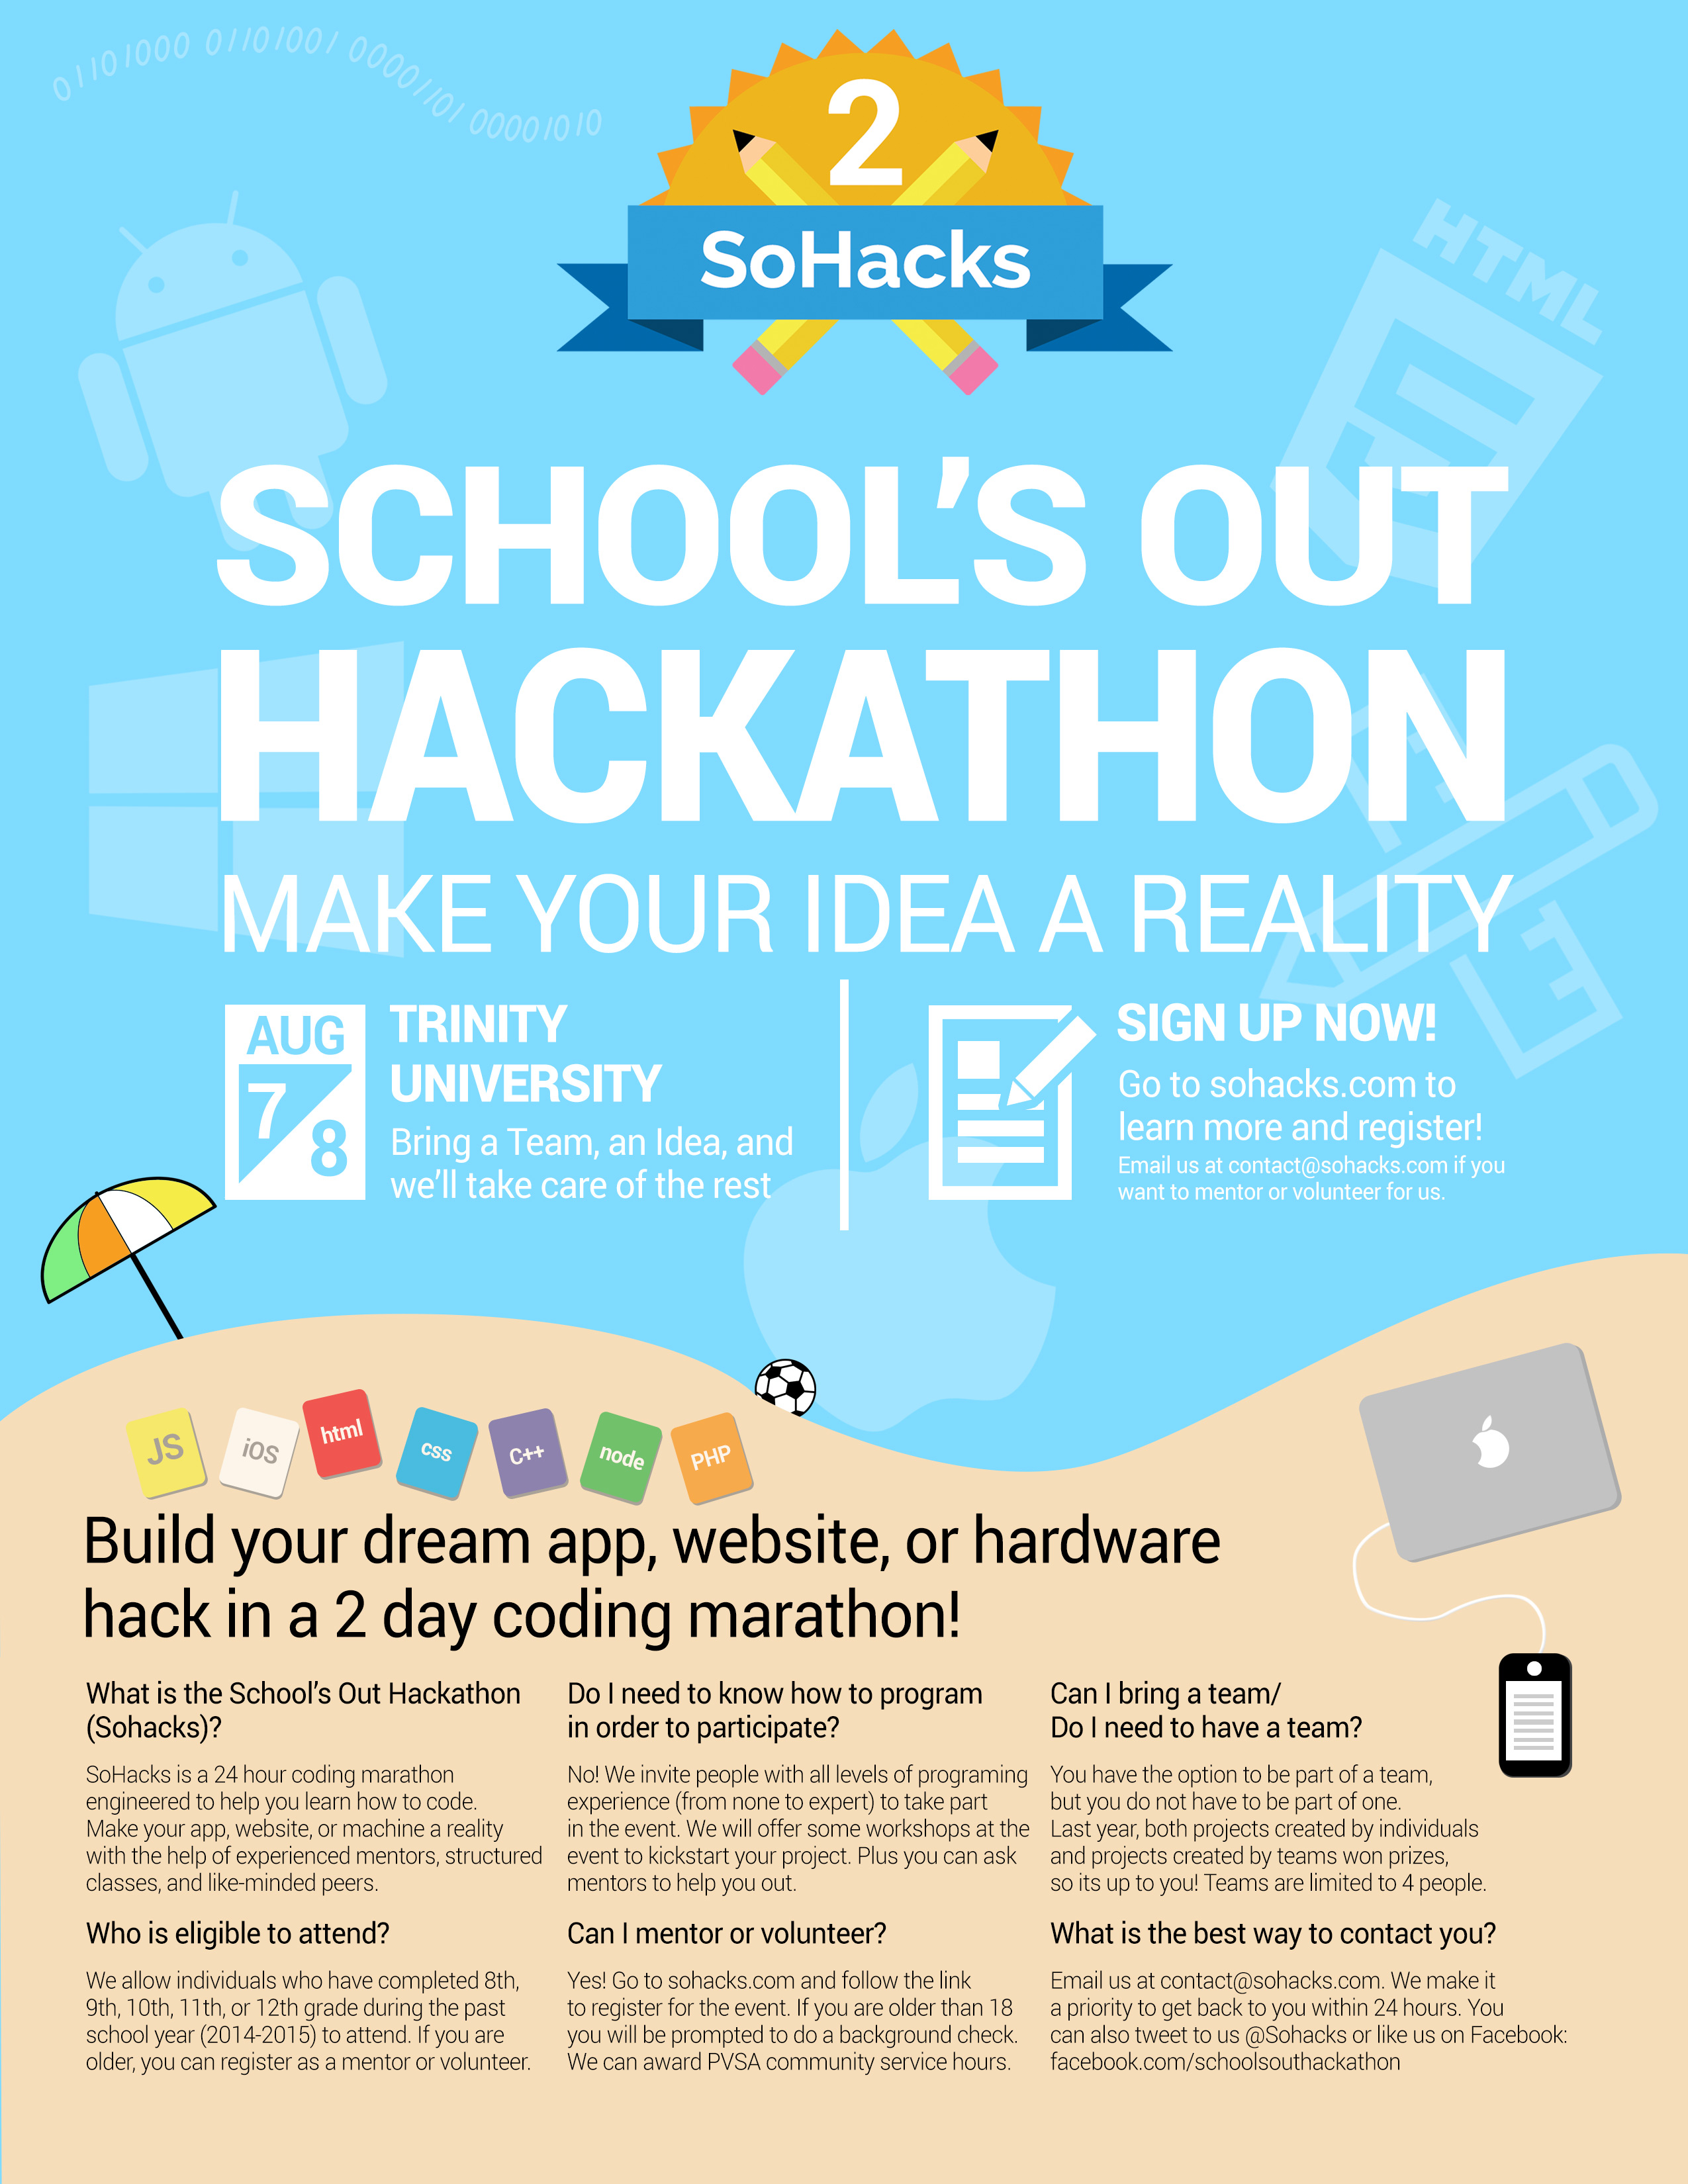 01101000 01101001 00001101 00001010
2
SoHacks
HTML
SCHOOL'S OUT
HACKATHON
MAKE YOUR IDEA A REALITY
AUG
7
8
TRINITY
UNIVERSITY
Bring a Team, an Idea, and
we'll take care of the rest
SIGN UP NOW!
Go to sohacks.com to
learn more and register!
Email us at contact@sohacks.com if you
want to mentor or volunteer for us.
JS
iOS
html
css
C++
node
PHP
Build your dream app, website, or hardware
hack in a 2 day coding marathon!
What is the School's Out Hackathon
(Sohacks)?
SoHacks is a 24 hour coding marathon
engineered to help you learn how to code.
Make your app, website, or machine a reality
with the help of experienced mentors, structured
classes, and like-minded peers.
Do I need to know how to program
in order to participate?
No! We invite people with all levels of programing
experience (from none to expert) to take part
in the event. We will offer some workshops at the
event to kickstart your project. Plus you can ask
mentors to help you out.
Can I bring a team/
Do I need to have a team?
You have the option to be part of a team,
but you do not have to be part of one.
Last year, both projects created by individuals
and projects created by teams won prizes,
so its up to you! Teams are limited to 4 people.
Who is eligible to attend?
We allow individuals who have completed 8th,
9th, 10th, 11th, or 12th grade during the past
school year (2014-2015) to attend. If you are
older, you can register as a mentor or volunteer.
Can I mentor or volunteer?
Yes! Go to sohacks.com and follow the link
to register for the event. If you are older than 18
you will be prompted to do a background check.
We can award PVSA community service hours.
What is the best way to contact you?
Email us at contact@sohacks.com. We make it
a priority to get back to you within 24 hours. You
can also tweet to us @Sohacks or like us on Facebook:
facebook.com/schoolsouthackathon